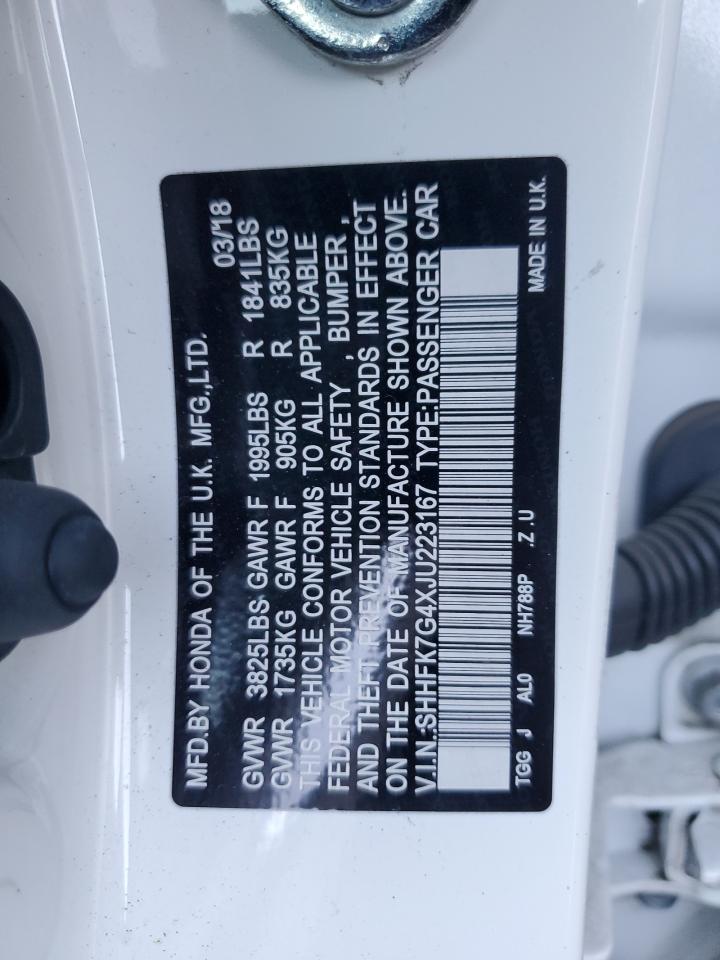 MFD.BY HONDA OF THE U.K. MFG.,LTD. 03/18
GVWR 3825LBS GAWR F 1995LBS R 1841LBS
GVWR 1735KG GAWR F 905KG R 835KG
THIS VEHICLE CONFORMS TO ALL APPLICABLE
FEDERAL MOTOR VEHICLE SAFETY , BUMPER ,
AND THEFT PREVENTION STANDARDS IN EFFECT
ON THE DATE OF MANUFACTURE SHOWN ABOVE.
V.I.N.:SHHFK7G4XJU223167 TYPE:PASSENGER CAR
TGG J AL0 NH788P .Z .U MADE IN U.K.